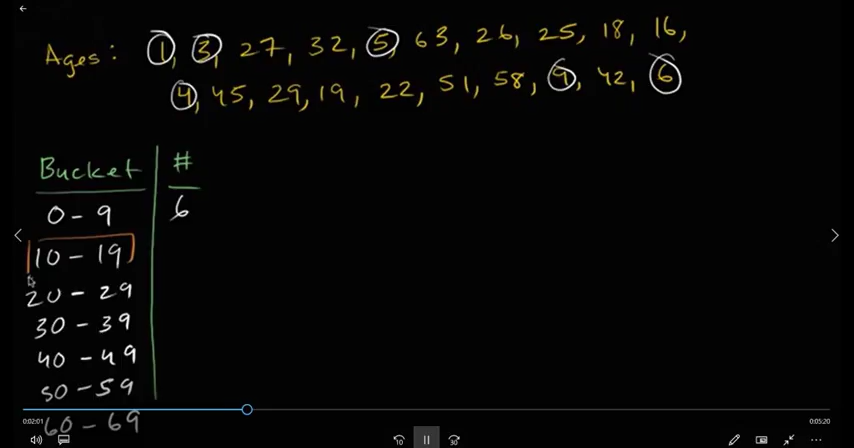 Ages: 1, 3, 27, 32, 5, 63, 26, 25, 18, 16,
4, 45, 29, 19, 22, 51, 58, 9, 42, 6
Bucket #
0 - 9 6
10 - 19
20 - 29
30 - 39
40 - 49
50 - 59
60 - 69
0:02:01 0:05:20
10 30